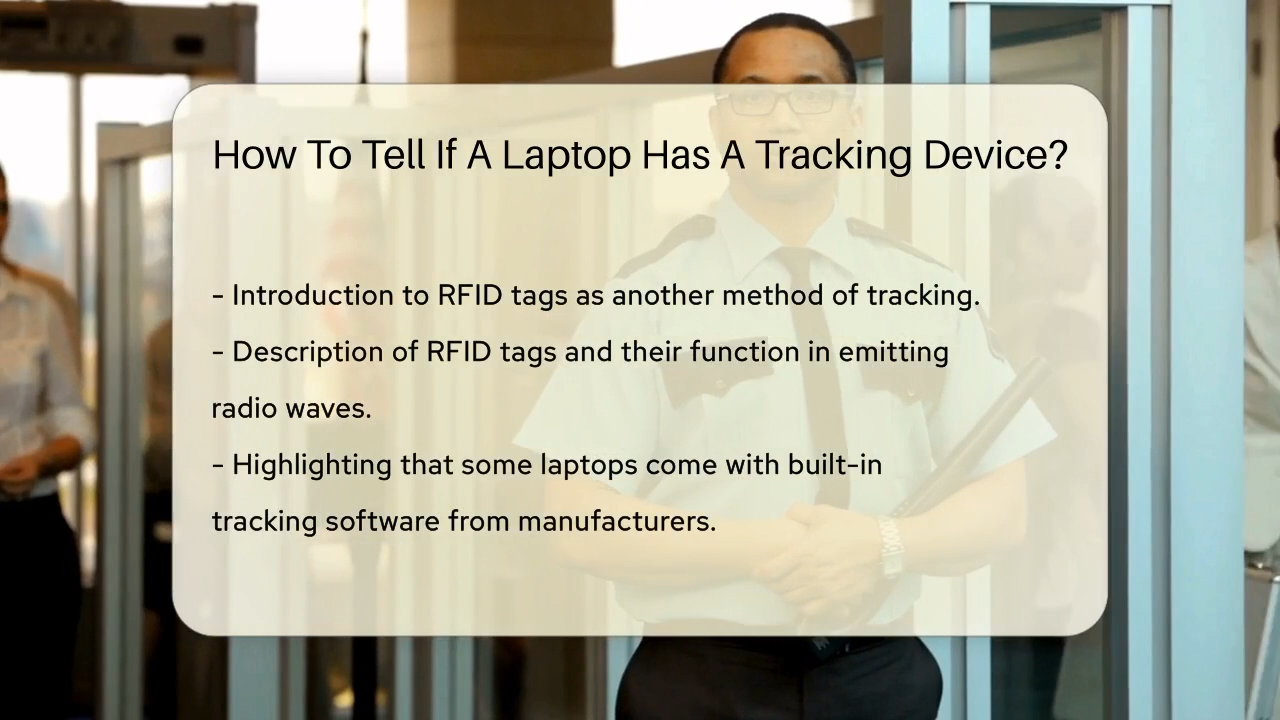 How To Tell If A Laptop Has A Tracking Device?
- Introduction to RFID tags as another method of tracking.
- Description of RFID tags and their function in emitting
radio waves.
- Highlighting that some laptops come with built-in
tracking software from manufacturers.